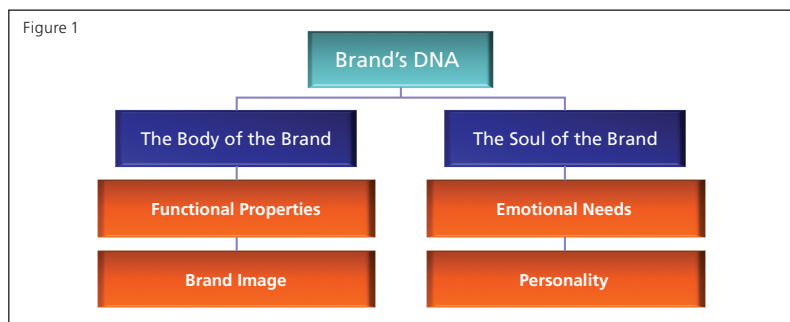 Figure 1
Brand's DNA
The Body of the Brand
The Soul of the Brand
Functional Properties
Emotional Needs
Brand Image
Personality